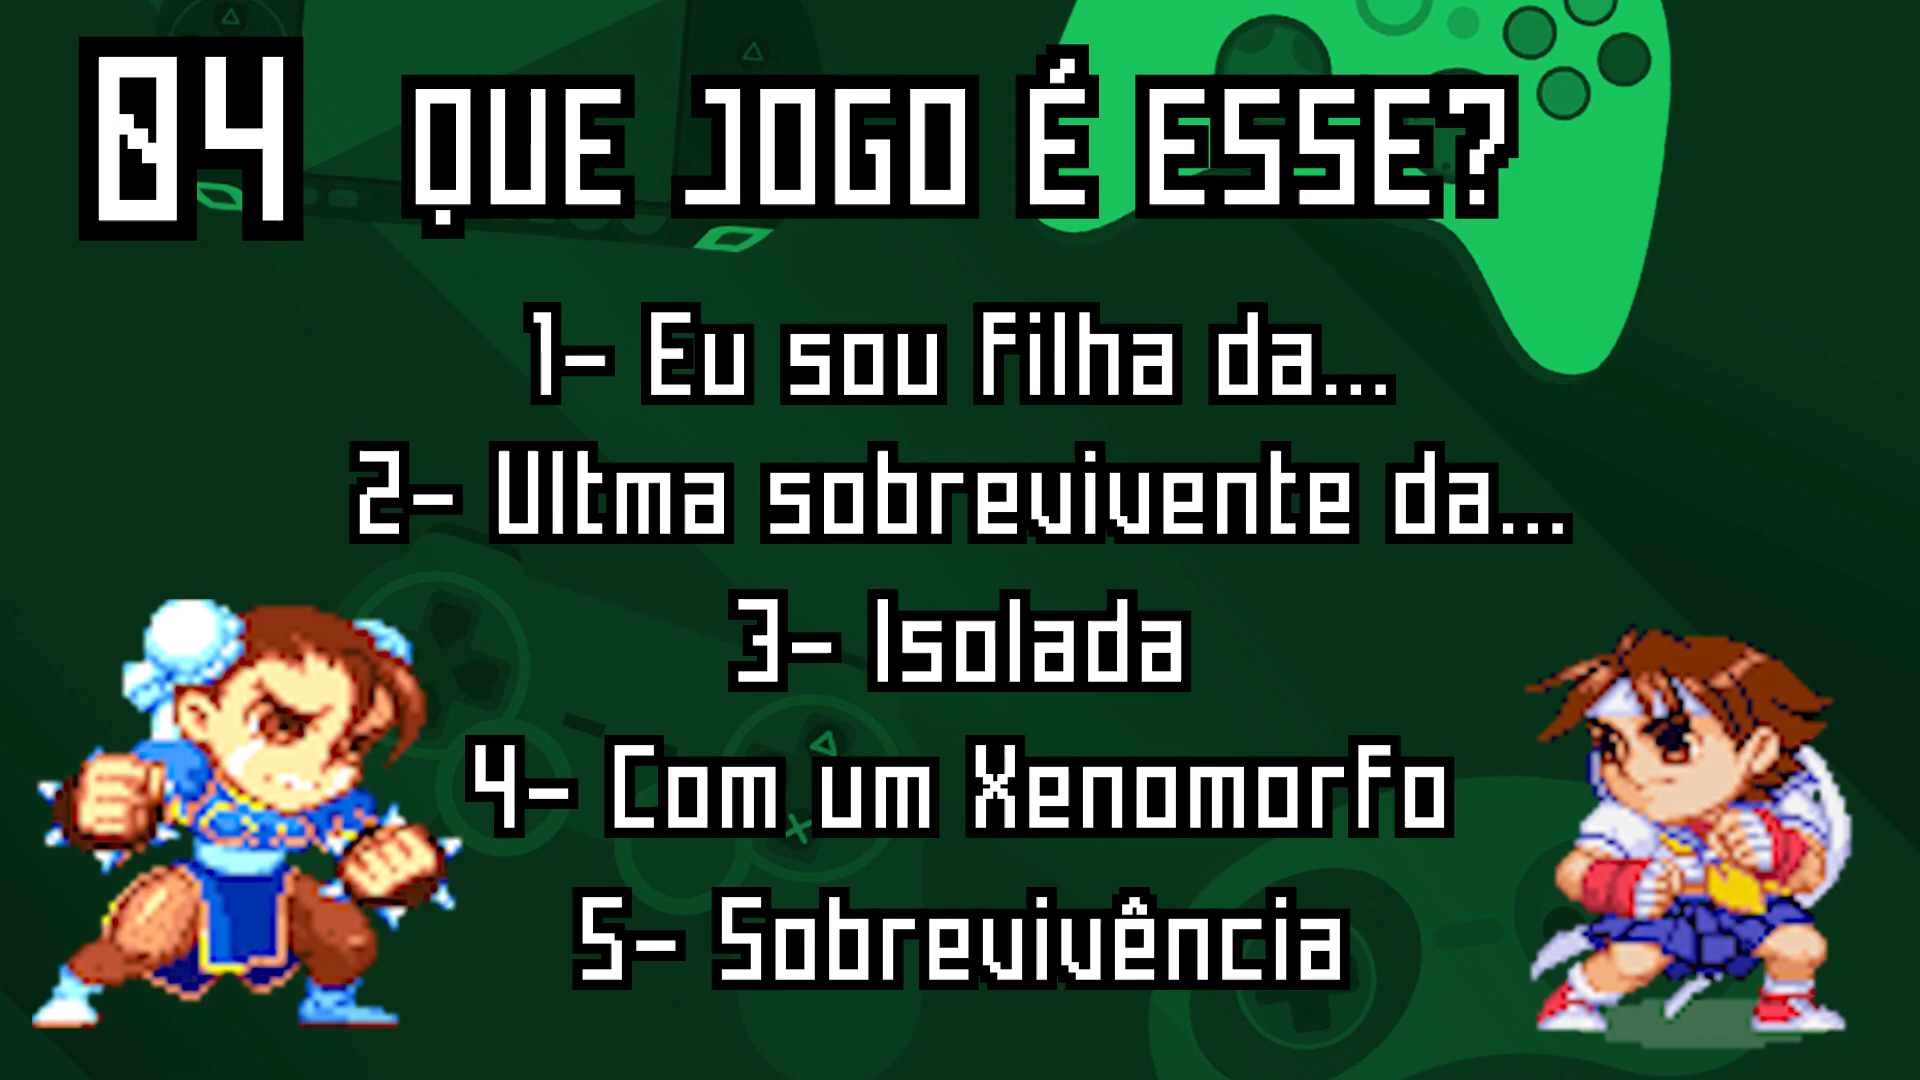 04 QUE JOGO É ESSE?
1- Eu sou filha da...
2- Ultma sobrevivente da...
3- Isolada
4- Com um Xenomorfo
5- Sobrevivência